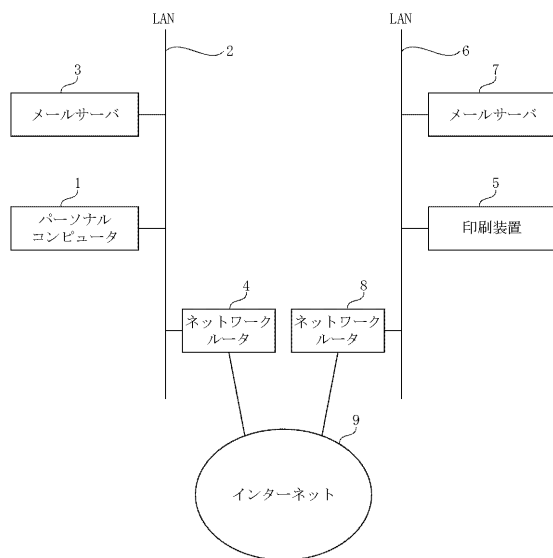 LAN
LAN
2
6
3
7
メールサーバ
メールサーバ
1
5
パーソナル
コンピュータ
印刷装置
4
8
ネットワーク
ルータ
ネットワーク
ルータ
9
インターネット